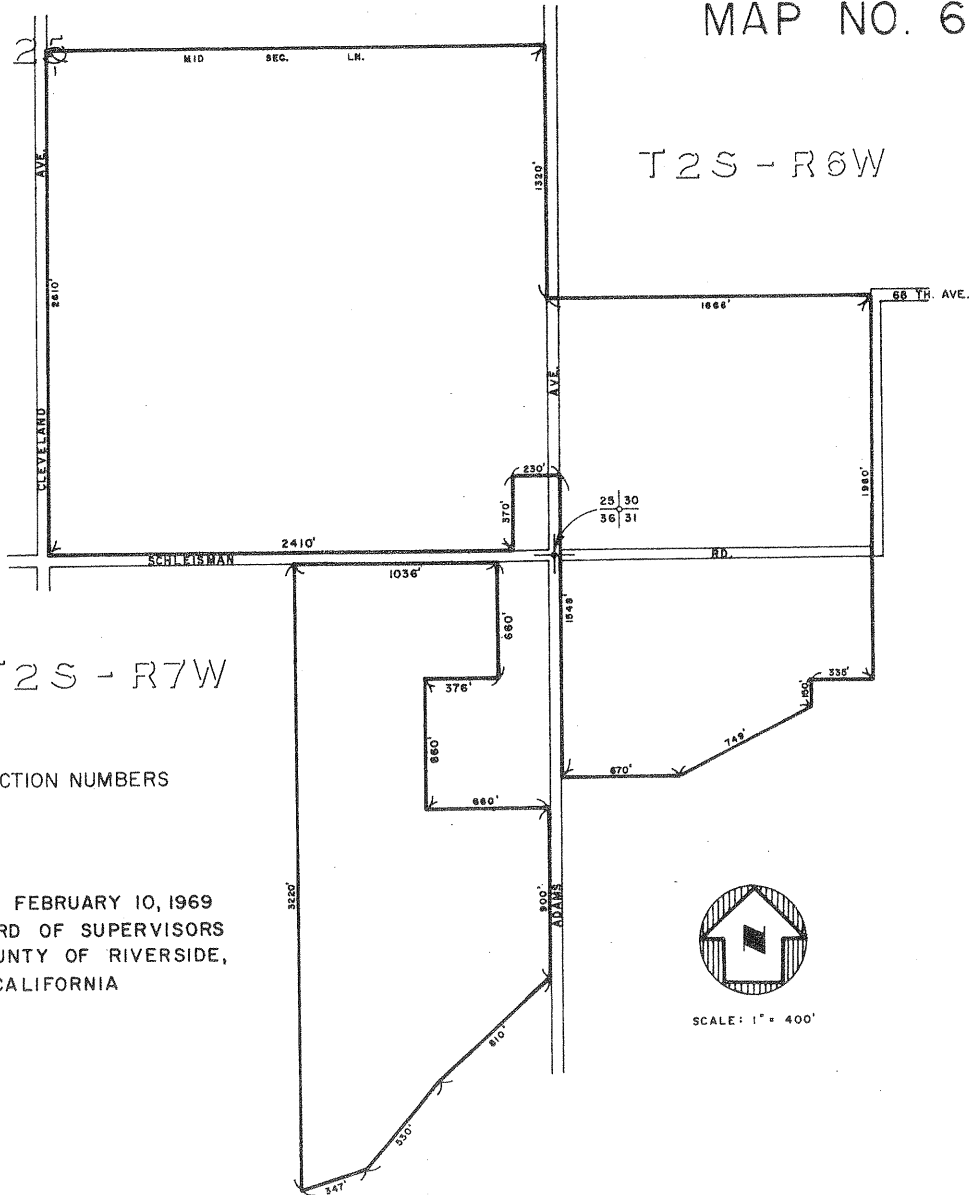 MAP NO. 6
MID SEC. LN.
T2S - R6W
AVE.
1320'
2610'
68 TH. AVE.
1666'
AVE.
CLEVELAND
230'
370'
25 30
36 31
1980'
2410'
SCHLEISMAN
RD.
1036'
660'
1548'
T2S - R7W
376'
335'
150'
749'
670'
CTION NUMBERS
660'
660'
FEBRUARY 10, 1969
RD OF SUPERVISORS
UNTY OF RIVERSIDE,
CALIFORNIA
3220'
900'
ADAMS
N
SCALE: 1" = 400'
810'
530'
347'